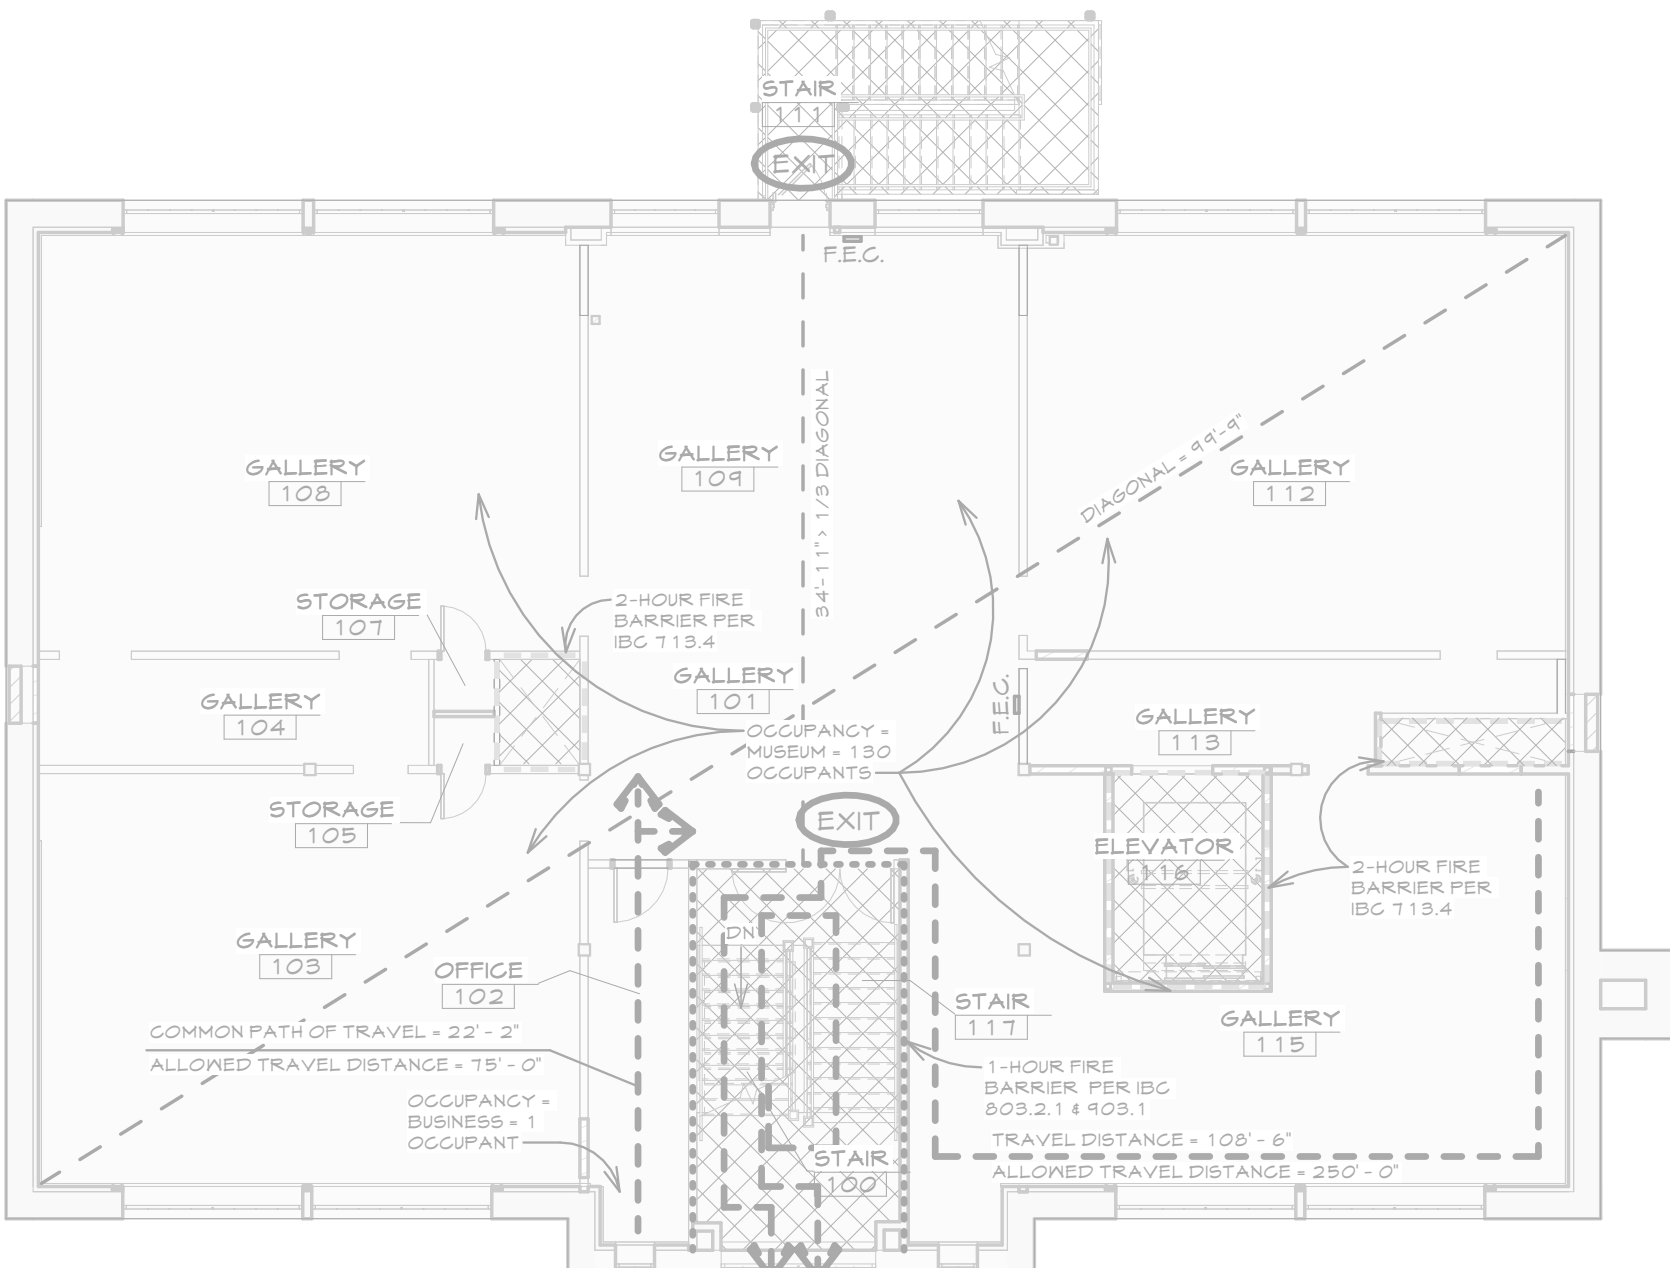 STAIR
111
EXIT
F.E.C.
34'-11" > 1/3 DIAGONAL
DIAGONAL = 99'-9"
GALLERY
108
GALLERY
109
GALLERY
112
STORAGE
107
2-HOUR FIRE
BARRIER PER
IBC 713.4
GALLERY
104
GALLERY
101
F.E.C.
GALLERY
113
OCCUPANCY =
MUSEUM = 130
OCCUPANTS
STORAGE
105
EXIT
ELEVATOR
116
2-HOUR FIRE
BARRIER PER
IBC 713.4
GALLERY
103
OFFICE
102
DN
STAIR
117
GALLERY
115
COMMON PATH OF TRAVEL = 22' - 2"
ALLOWED TRAVEL DISTANCE = 75' - 0"
1-HOUR FIRE
BARRIER PER IBC
803.2.1 & 903.1
OCCUPANCY =
BUSINESS = 1
OCCUPANT
TRAVEL DISTANCE = 108' - 6"
ALLOWED TRAVEL DISTANCE = 250' - 0"
STAIR
100